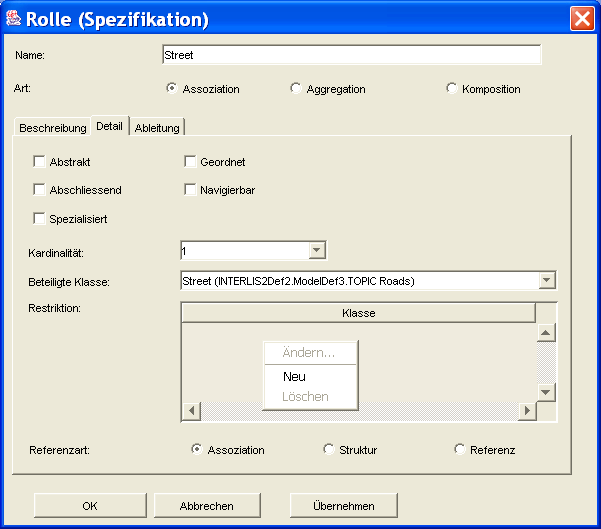 Rolle (Spezifikation)
Name: Street
Art: Assoziation Aggregation Komposition
Beschreibung Detail Ableitung
Abstrakt Geordnet
Abschliessend Navigierbar
Spezialisiert
Kardinalität: 1
Beteiligte Klasse: Street (INTERLIS2Def2.ModelDef3.TOPIC Roads)
Restriktion: Klasse
Ändern...
Neu
Löschen
Referenzart: Assoziation Struktur Referenz
OK Abbrechen Übernehmen